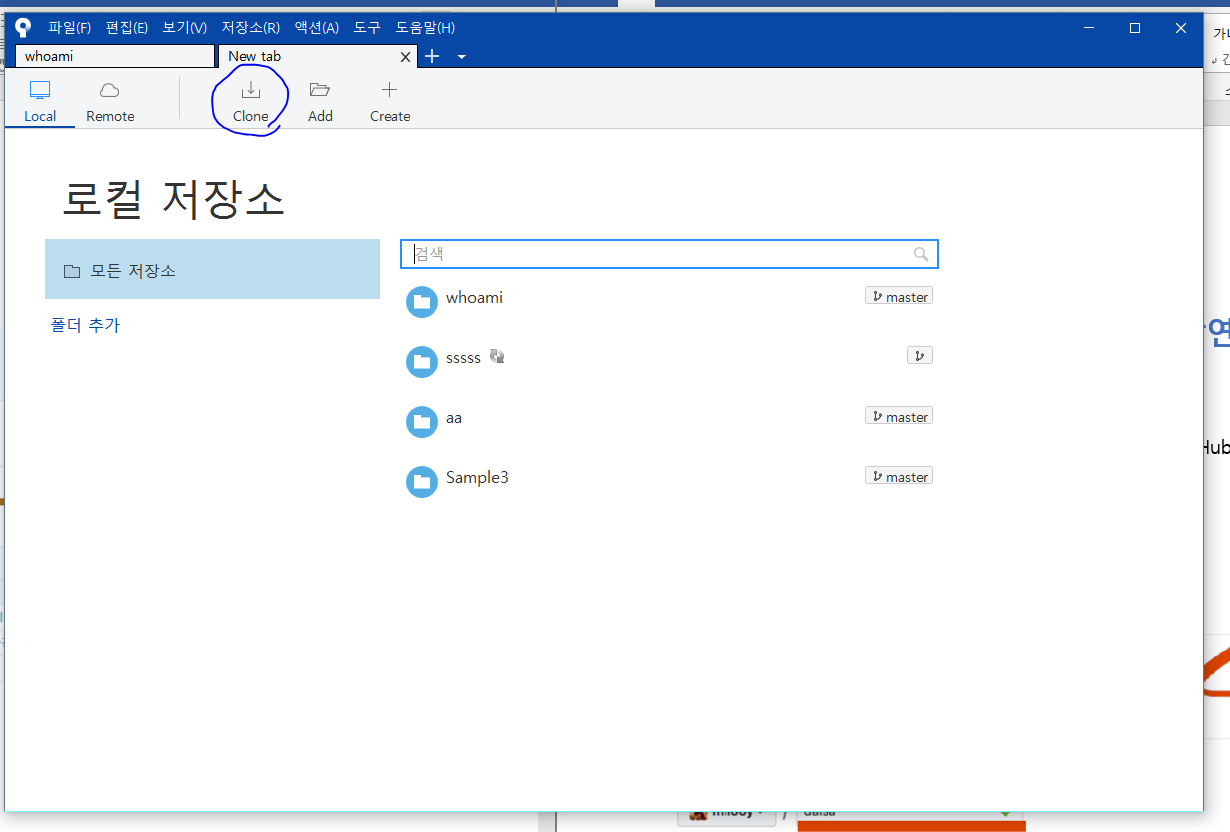 파일(F) 편집(E) 보기(V) 저장소(R) 액션(A) 도구 도움말(H)
whoami New tab
Local Remote Clone Add Create
로컬 저장소
모든 저장소
검색
폴더 추가
whoami master
sssss
aa master
Sample3 master